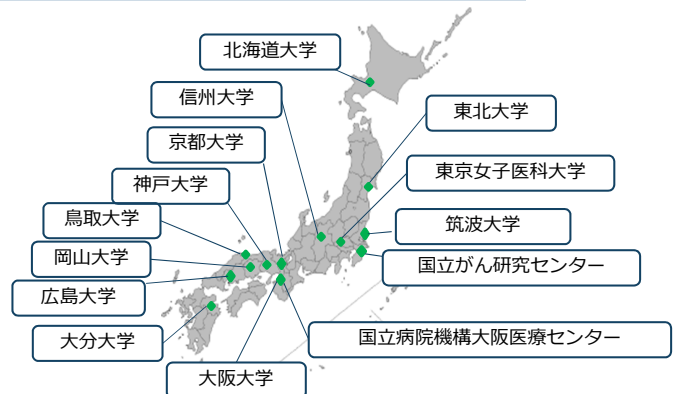 北海道大学
信州大学
東北大学
京都大学
東京女子医科大学
神戸大学
鳥取大学
筑波大学
岡山大学
国立がん研究センター
広島大学
大分大学
国立病院機構大阪医療センター
大阪大学